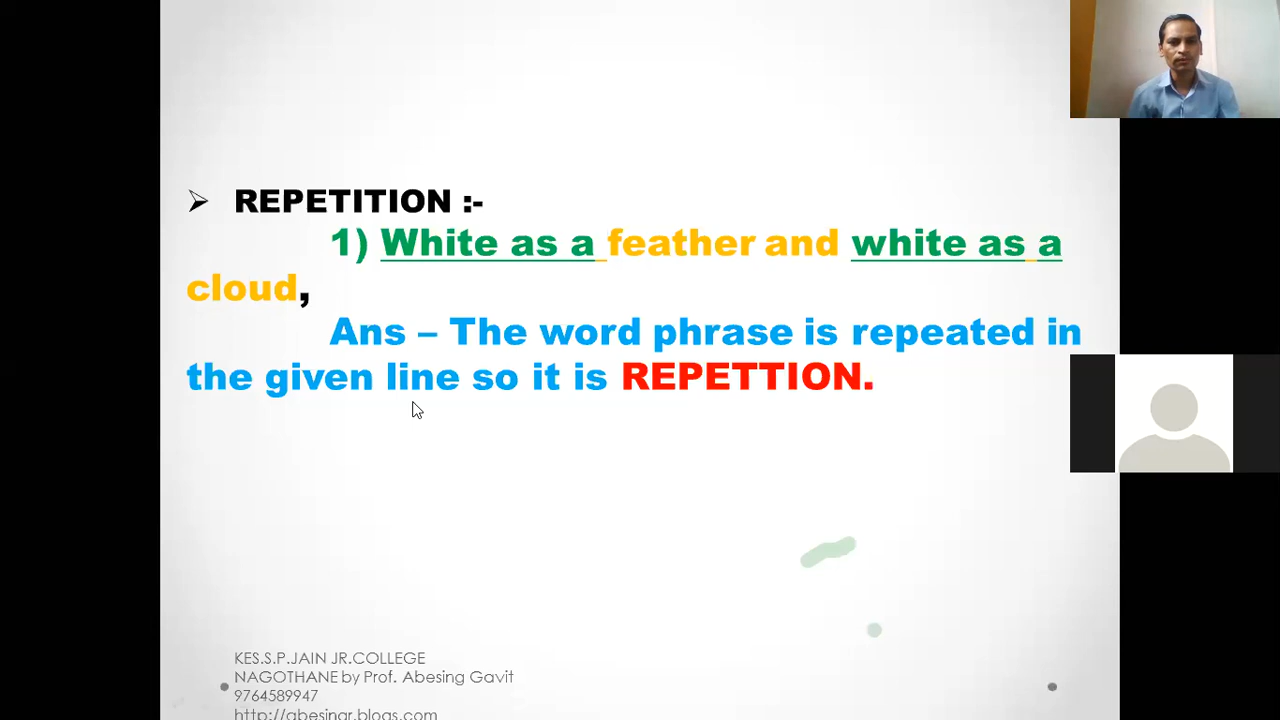 ➢ REPETITION :-
1) White as a feather and white as a
cloud,
Ans – The word phrase is repeated in
the given line so it is REPETTION.
KES.S.P.JAIN JR.COLLEGE
NAGOTHANE by Prof. Abesing Gavit
9764589947
http://abesingr.blogs.com